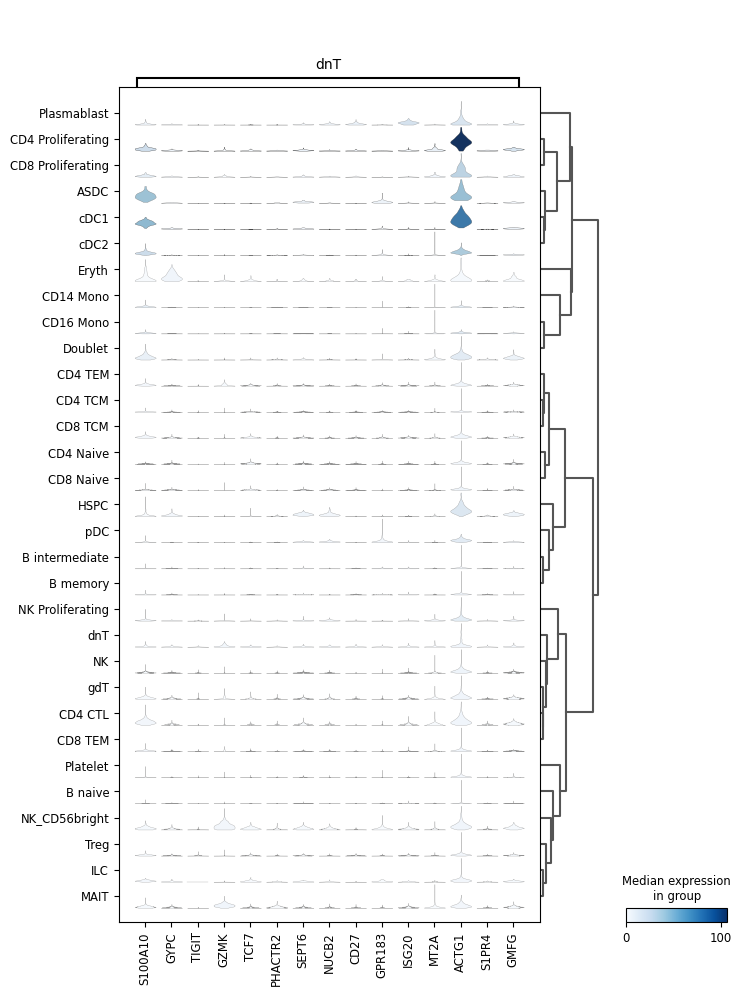 dnT
Plasmablast
CD4 Proliferating
CD8 Proliferating
ASDC
cDC1
cDC2
Eryth
CD14 Mono
CD16 Mono
Doublet
CD4 TEM
CD4 TCM
CD8 TCM
CD4 Naive
CD8 Naive
HSPC
pDC
B intermediate
B memory
NK Proliferating
dnT
NK
gdT
CD4 CTL
CD8 TEM
Platelet
B naive
NK_CD56bright
Treg
ILC
MAIT
S100A10
GYPC
TIGIT
GZMK
TCF7
PHACTR2
SEPT6
NUCB2
CD27
GPR183
ISG20
MT2A
ACTG1
S1PR4
GMFG
Median expression
in group
0 100